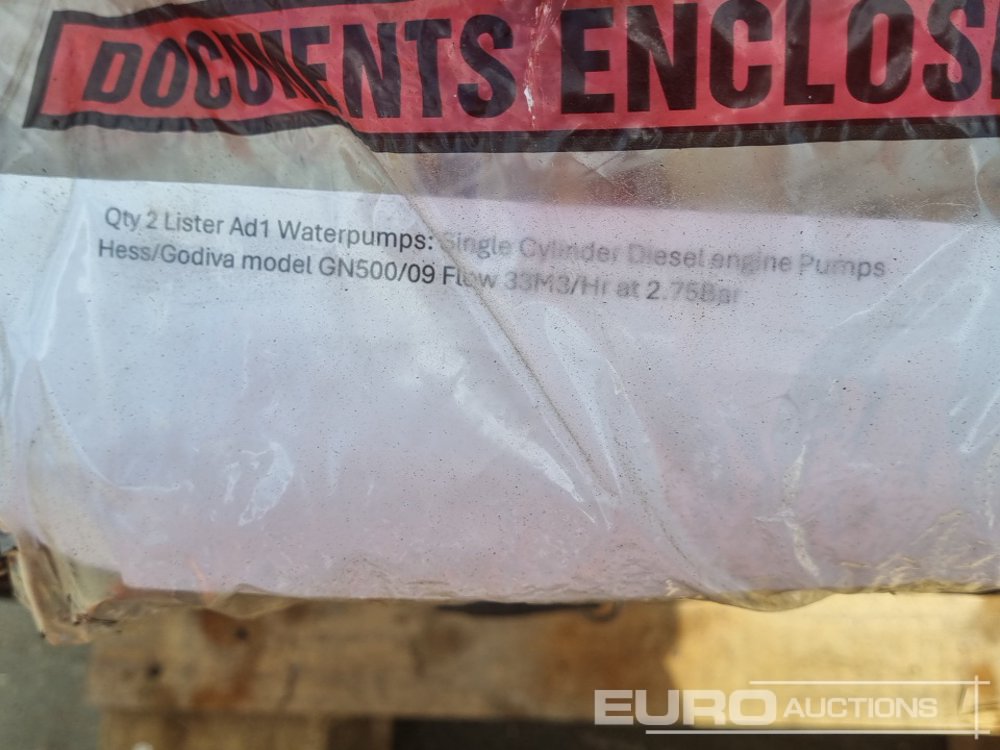 DOCUMENTS ENCLOS
Qty 2 Lister Ad1 Waterpumps: Single Cylinder Diesel engine Pumps
Hess/Godiva model GN500/09 Flow 33M3/Hr at 2.75Bar
EURO AUCTIONS